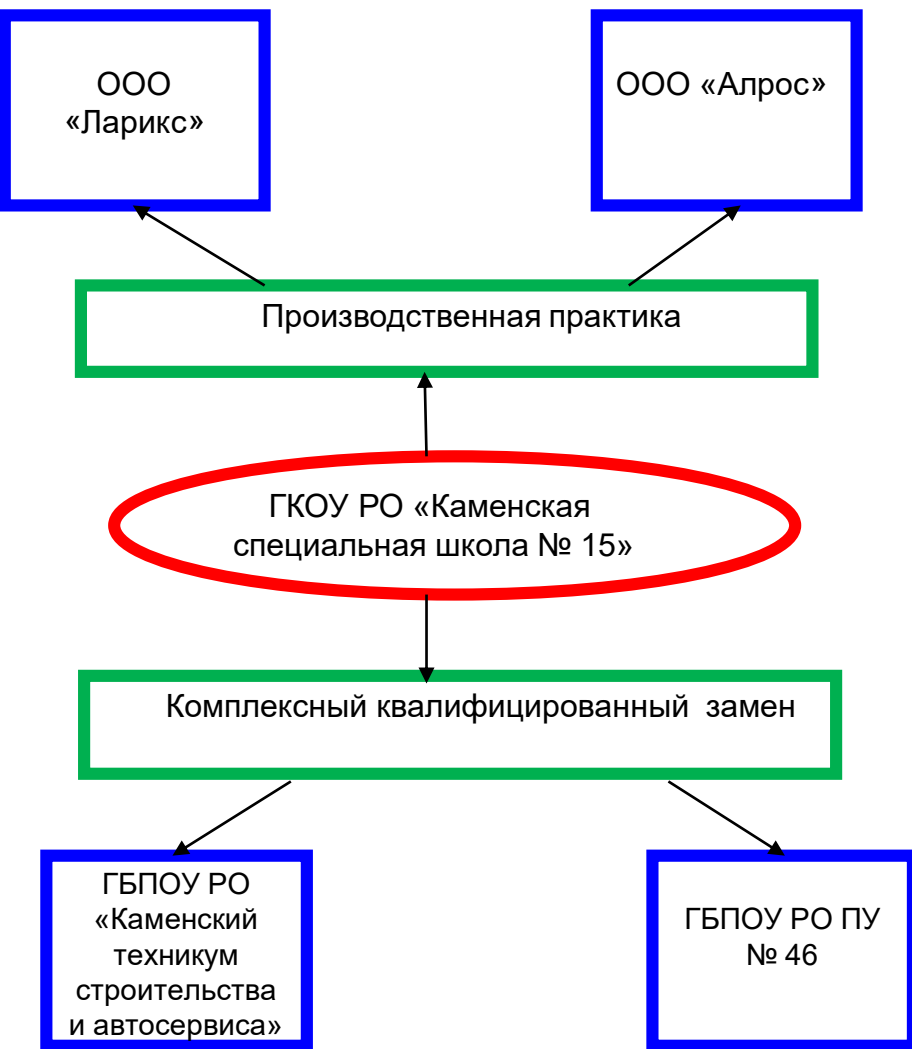 ООО
«Ларикс»
ООО «Алрос»
Производственная практика
ГКОУ РО «Каменская
специальная школа № 15»
Комплексный квалифицированный замен
ГБПОУ РО
«Каменский
техникум
строительства
и автосервиса»
ГБПОУ РО ПУ
№ 46